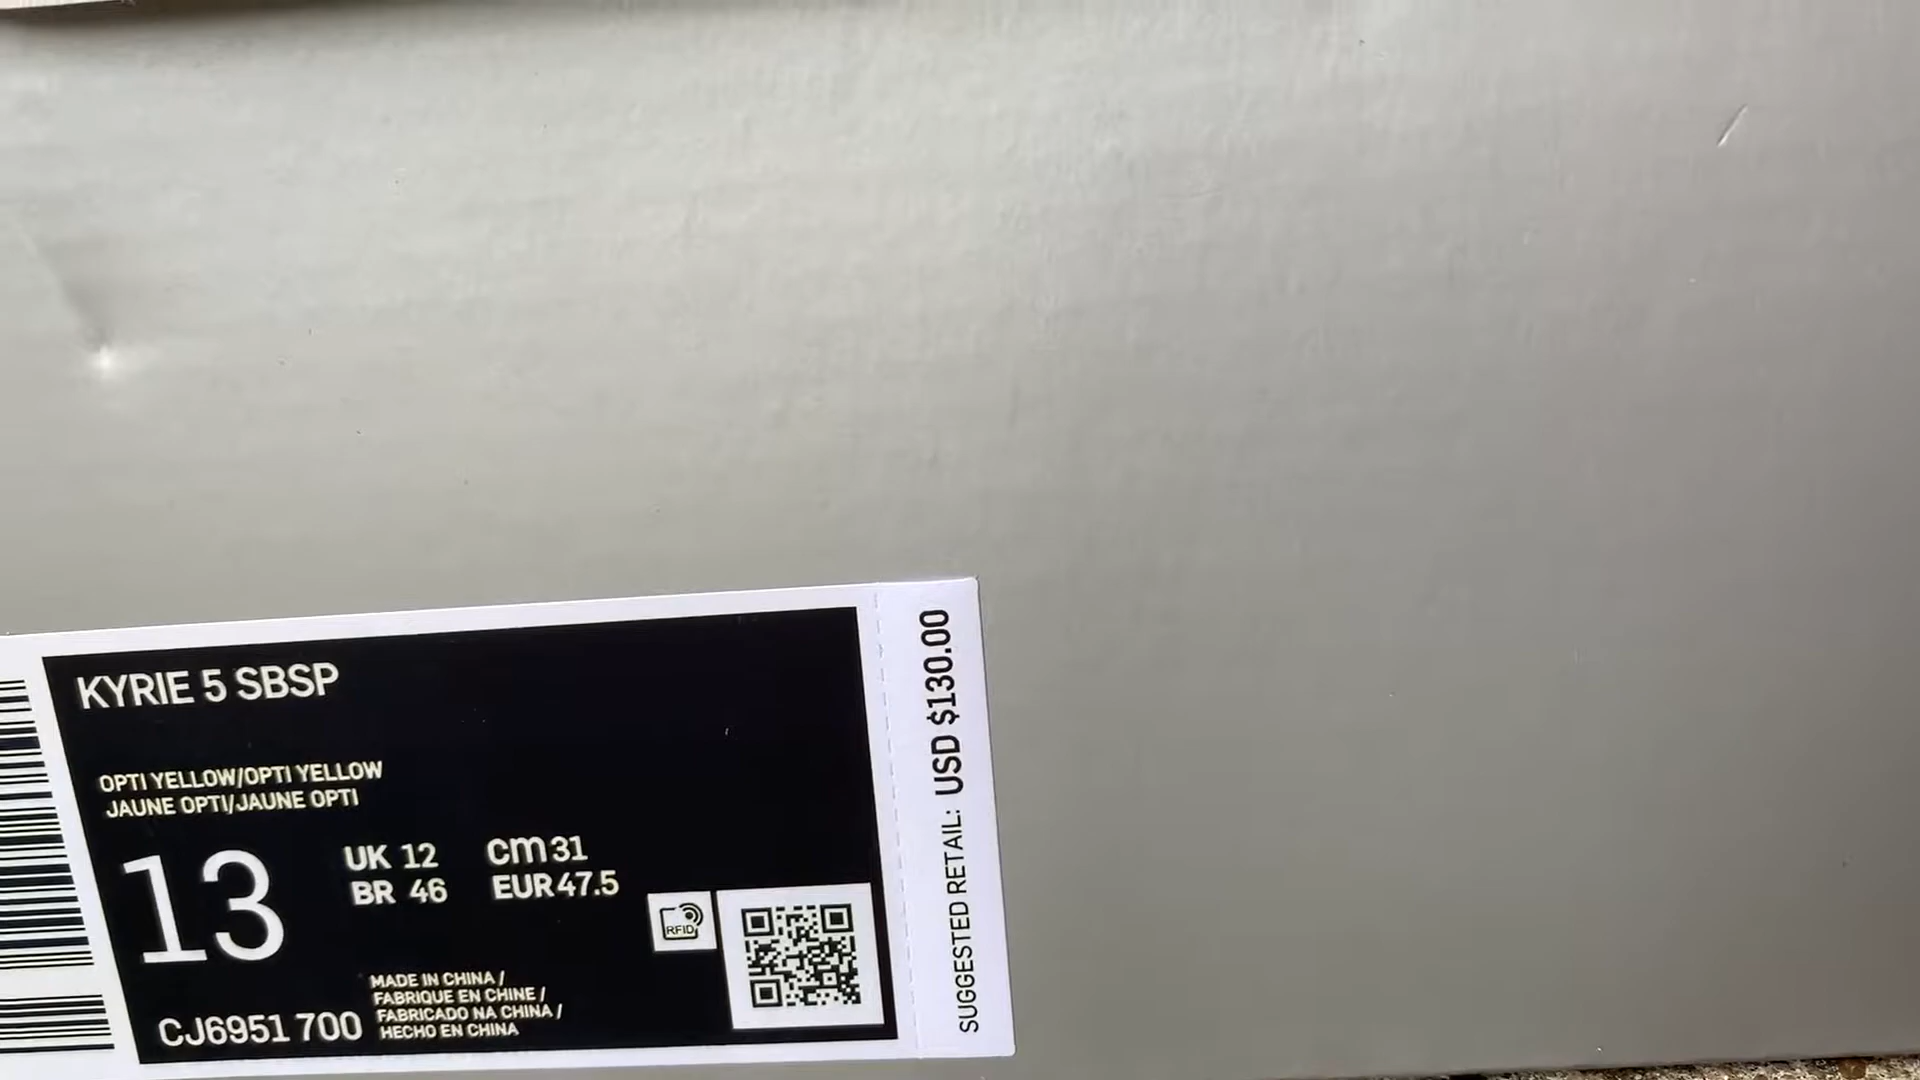 KYRIE 5 SBSP
OPTI YELLOW/OPTI YELLOW
JAUNE OPTI/JAUNE OPTI
13
UK 12
BR 46
cm 31
EUR 47.5
RFID
CJ6951 700
MADE IN CHINA /
FABRIQUE EN CHINE /
FABRICADO NA CHINA /
HECHO EN CHINA
SUGGESTED RETAIL: USD $130.00